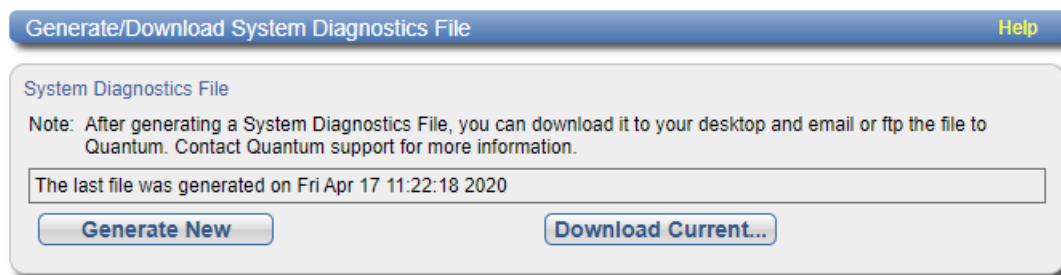 Generate/Download System Diagnostics File Help
System Diagnostics File
Note: After generating a System Diagnostics File, you can download it to your desktop and email or ftp the file to
Quantum. Contact Quantum support for more information.
The last file was generated on Fri Apr 17 11:22:18 2020
Generate New Download Current...